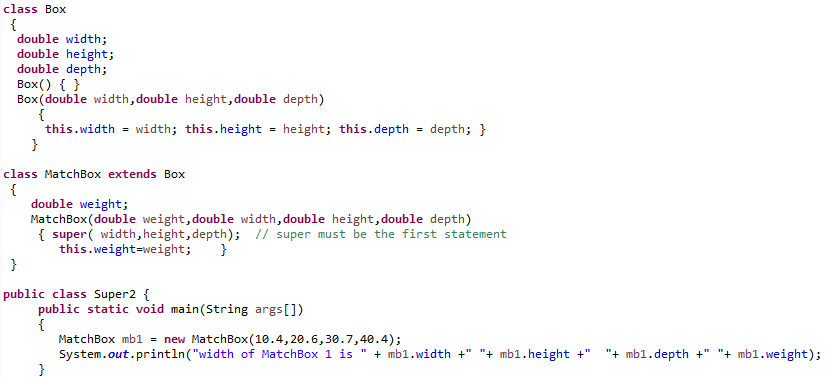 class Box
 {
  double width;
  double height;
  double depth;
  Box() { }
  Box(double width,double height,double depth)
     {
      this.width = width; this.height = height; this.depth = depth; }
    }
class MatchBox extends Box
 {
    double weight;
    MatchBox(double weight,double width,double height,double depth)
     { super( width,height,depth);  // super must be the first statement
        this.weight=weight;    }
 }
public class Super2 {
     public static void main(String args[])
     {
        MatchBox mb1 = new MatchBox(10.4,20.6,30.7,40.4);
        System.out.println("width of MatchBox 1 is " + mb1.width +" "+ mb1.height +"  "+ mb1.depth +" "+ mb1.weight);
     }